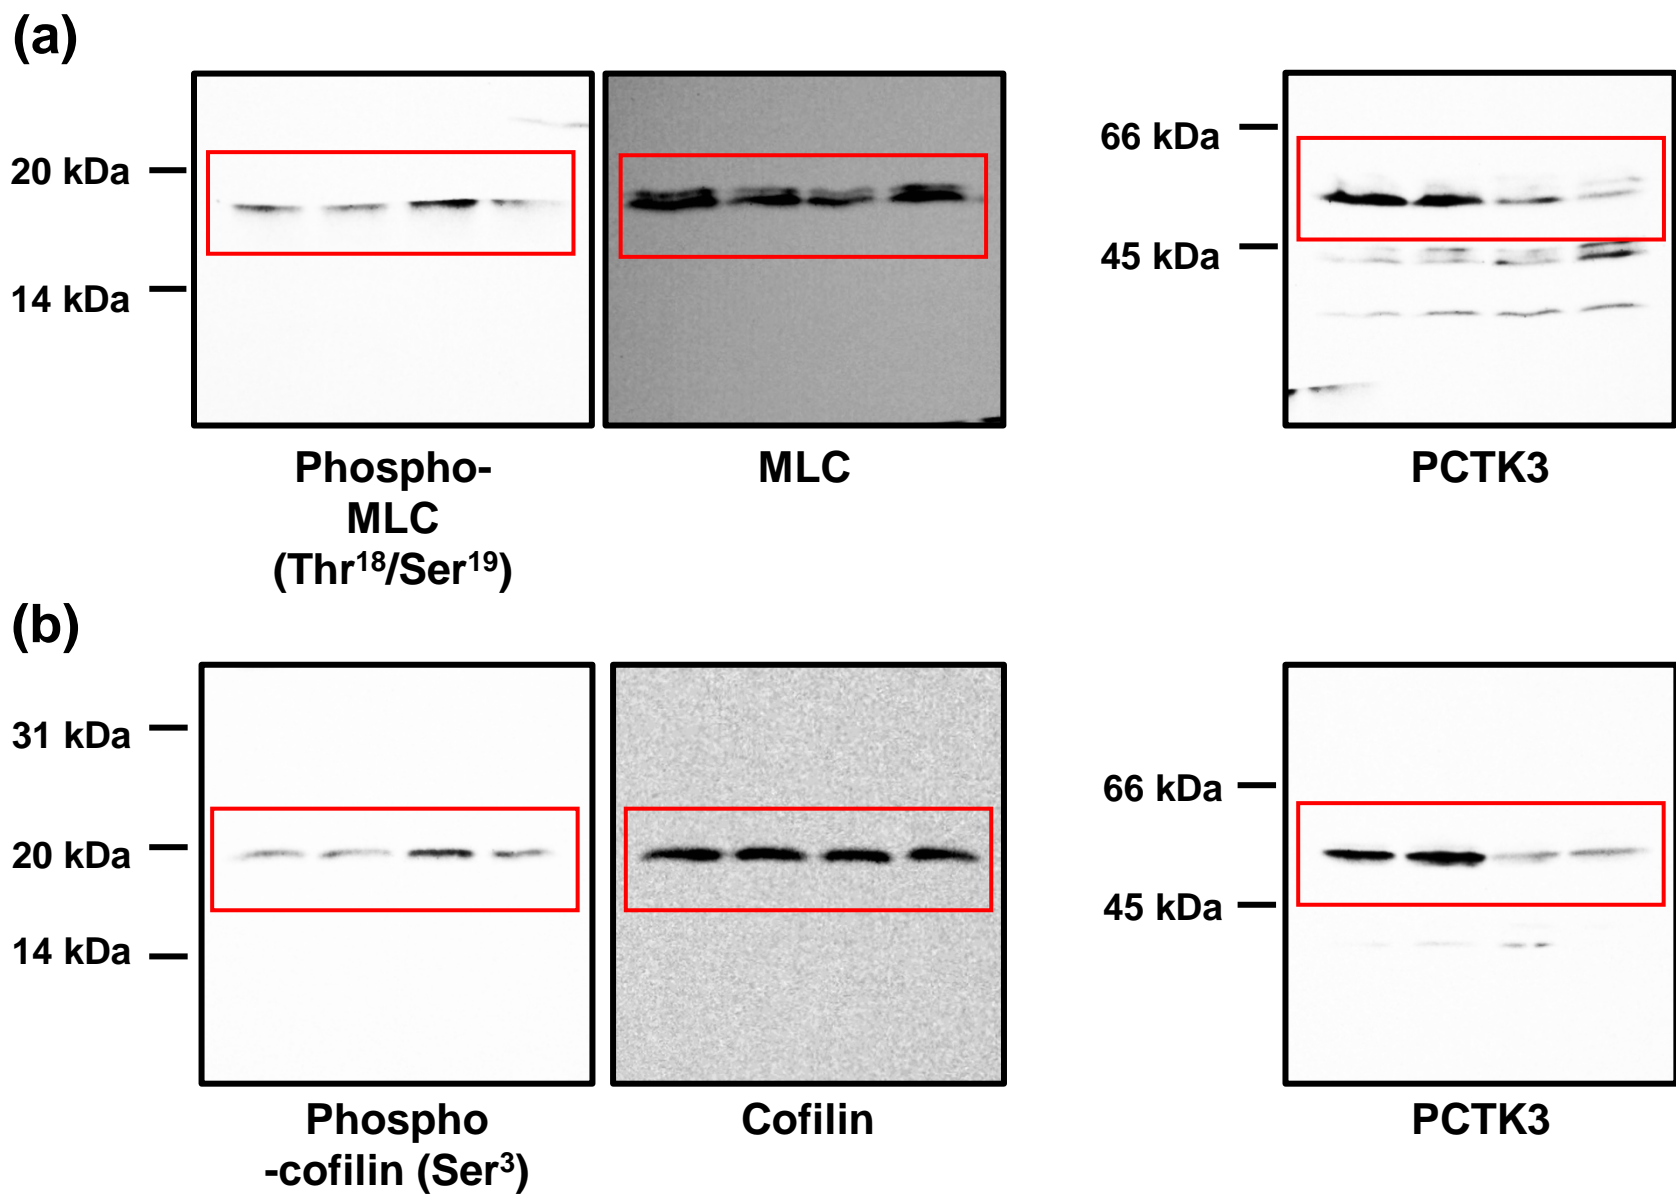 (a)
20 kDa
14 kDa
66 kDa
45 kDa
Phospho-
MLC
(Thr¹⁸/Ser¹⁹)
MLC
PCTK3
(b)
31 kDa
20 kDa
14 kDa
66 kDa
45 kDa
Phospho
-cofilin (Ser³)
Cofilin
PCTK3